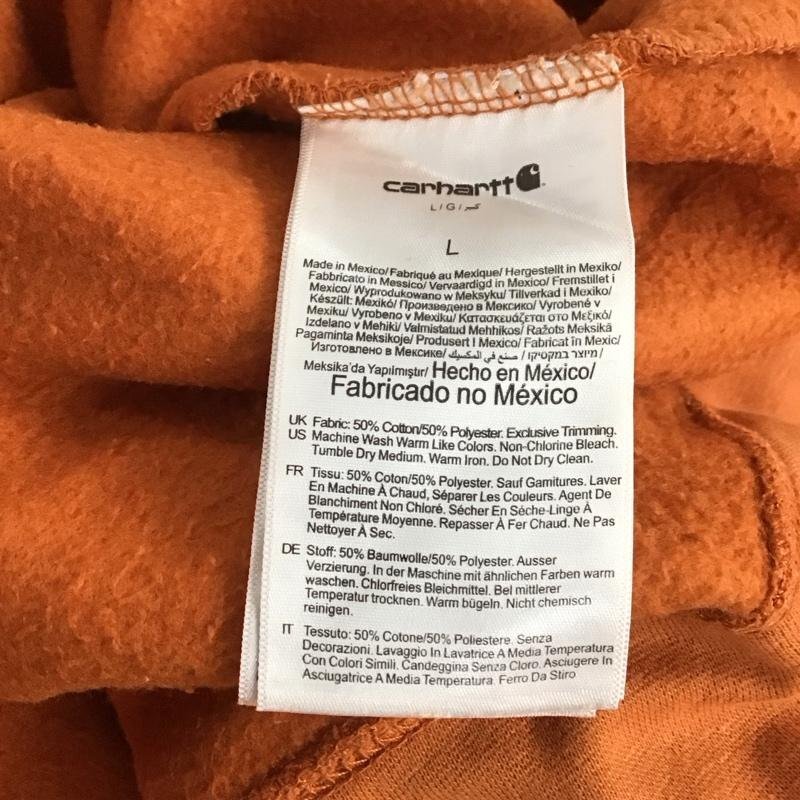 carhartt
L / G / كبير
L
Made in Mexico/ Fabriqué au Mexique/ Hergestellt in Mexiko/
Fabbricato in Messico/ Vervaardigd in Mexico/ Fremstillet i
Mexico/ Wyprodukowano w Meksyku/ Tillverkad i Mexiko/
Készült: Mexikó/ Произведено в Мексико/ Vyrobené v
Mexiku/ Vyrobeno v Mexiku/ Κατασκευάζεται στο Μεξικό/
Izdelano v Mehiki/ Valmistatud Mehhikos/ Ražots Meksikā
Pagaminta Meksikoje/ Produsert I Mexico/ Fabricat în Mexic/
Изготовлено в Мексике/ صنع في المكسيك / מיוצר במקסיקו /
Meksika'da Yapılmıştır/ Hecho en México/
Fabricado no México
UK Fabric: 50% Cotton/50% Polyester. Exclusive Trimming.
US Machine Wash Warm Like Colors. Non-Chlorine Bleach.
Tumble Dry Medium. Warm Iron. Do Not Dry Clean.
FR Tissu: 50% Coton/50% Polyester. Sauf Garnitures. Laver
En Machine À Chaud, Séparer Les Couleurs. Agent De
Blanchiment Non Chloré. Sécher En Séche-Linge À
Température Moyenne. Repasser À Fer Chaud. Ne Pas
Nettoyer À Sec.
DE Stoff: 50% Baumwolle/50% Polyester. Ausser
Verzierung. In der Maschine mit ähnlichen Farben warm
waschen. Chlorfreies Bleichmittel. Bei mittlerer
Temperatur trocknen. Warm bügeln. Nicht chemisch
reinigen.
IT Tessuto: 50% Cotone/50% Poliestere. Senza
Decorazioni. Lavaggio In Lavatrice A Media Temperatura
Con Colori Simili. Candeggina Senza Cloro. Asciugere In
Asciugatrice A Media Temperatura. Ferro Da Stiro